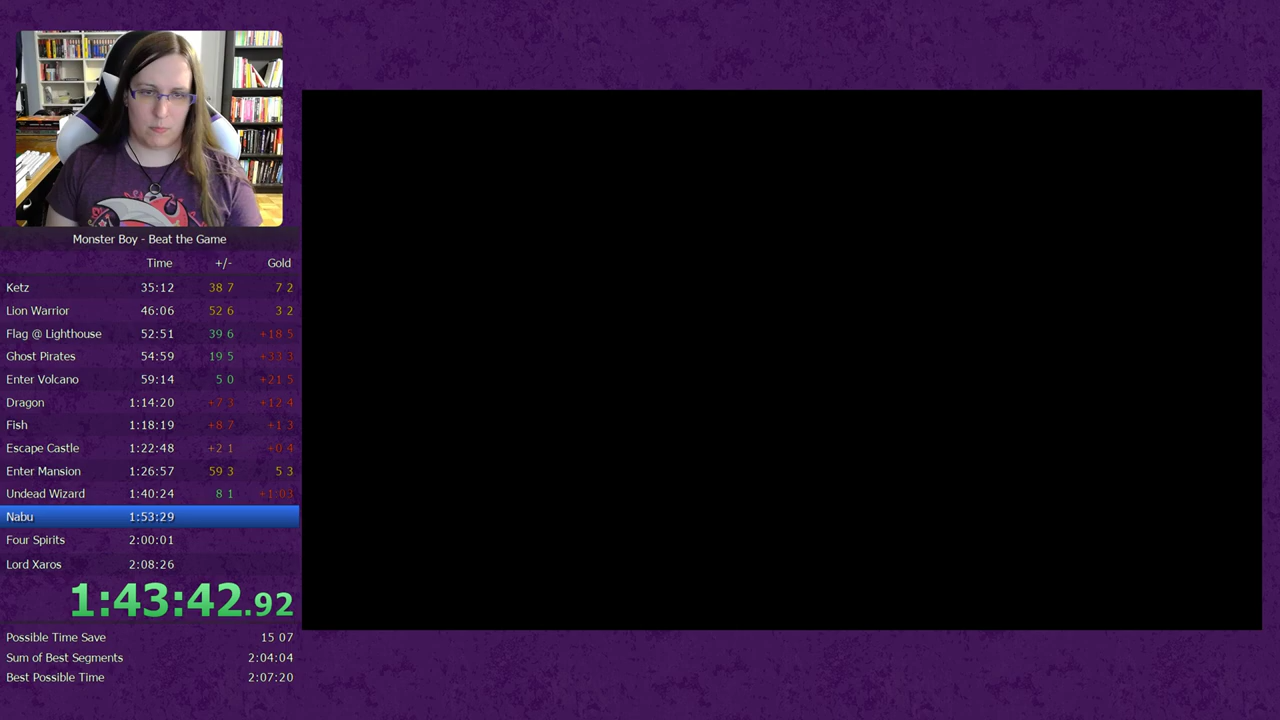 Monster Boy - Beat the Game
Time +/- Gold
Ketz 35:12 38 7 7 2
Lion Warrior 46:06 52 6 3 2
Flag @ Lighthouse 52:51 39 6 +18 5
Ghost Pirates 54:59 19 5 +33 3
Enter Volcano 59:14 5 0 +21 5
Dragon 1:14:20 +7 3 +12 4
Fish 1:18:19 +8 7 +1 3
Escape Castle 1:22:48 +2 1 +0 4
Enter Mansion 1:26:57 59 3 5 3
Undead Wizard 1:40:24 8 1 +1:03
Nabu 1:53:29
Four Spirits 2:00:01
Lord Xaros 2:08:26
1:43:42.92
Possible Time Save 15 07
Sum of Best Segments 2:04:04
Best Possible Time 2:07:20